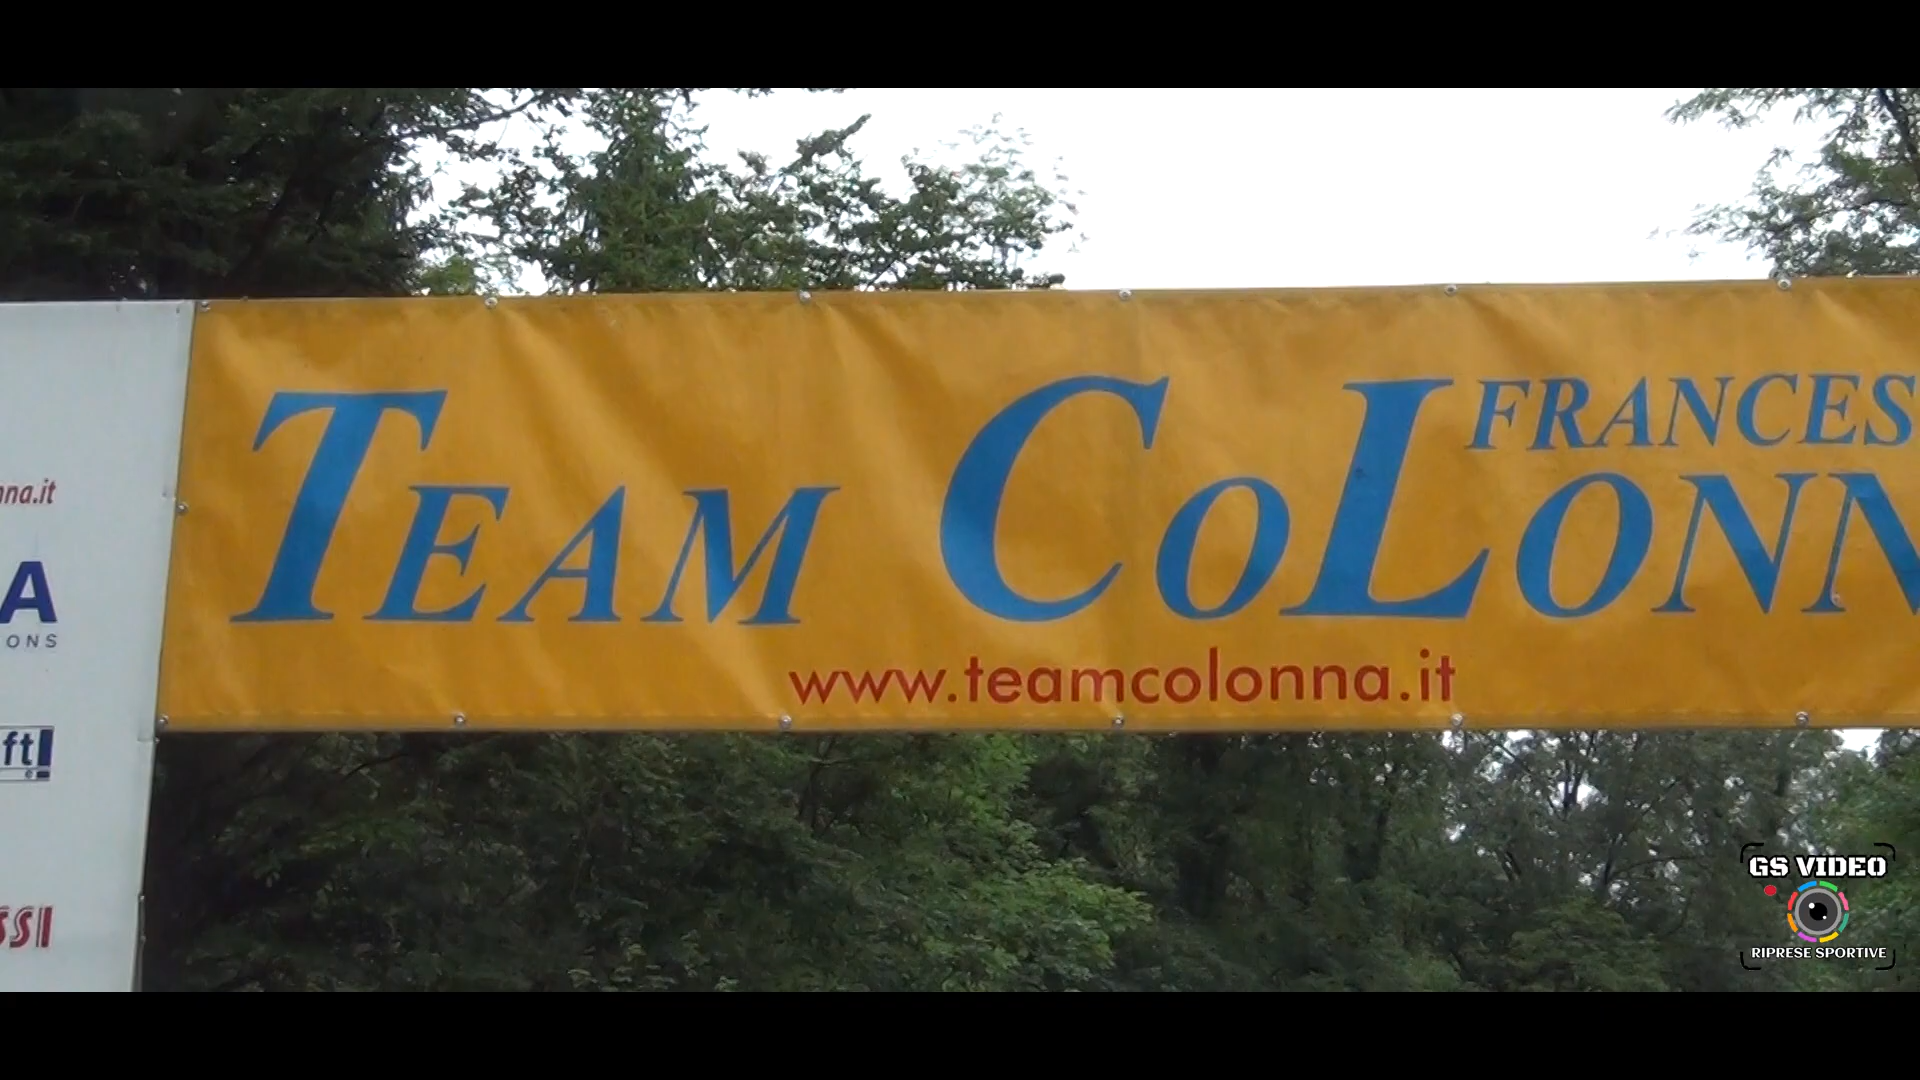 TEAM COLONN
FRANCES
www.teamcolonna.it
nna.it
A
ONS
ft
SSI
GS VIDEO
RIPRESE SPORTIVE